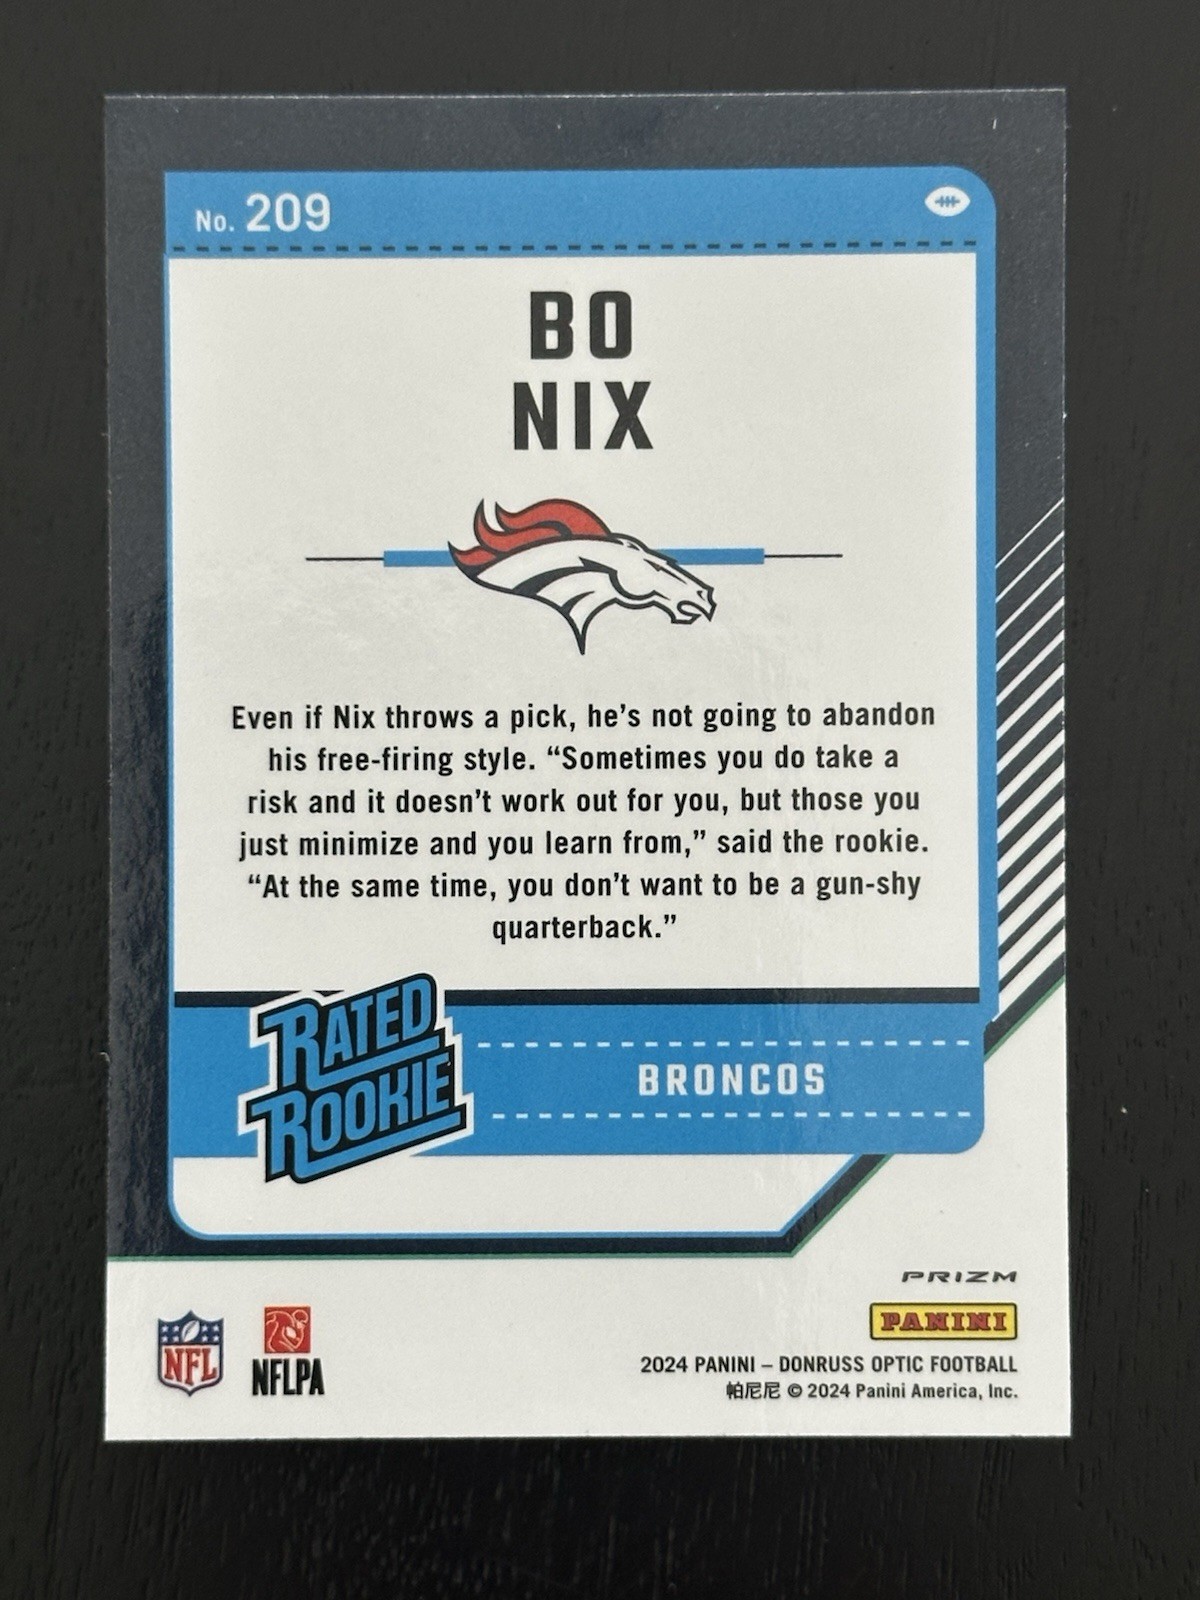 No. 209
BO
NIX
Even if Nix throws a pick, he's not going to abandon
his free-firing style. “Sometimes you do take a
risk and it doesn't work out for you, but those you
just minimize and you learn from,” said the rookie.
“At the same time, you don't want to be a gun-shy
quarterback.”
RATED
ROOKIE
BRONCOS
PRIZM
PANINI
NFL
NFLPA
2024 PANINI – DONRUSS OPTIC FOOTBALL
帕尼尼 © 2024 Panini America, Inc.